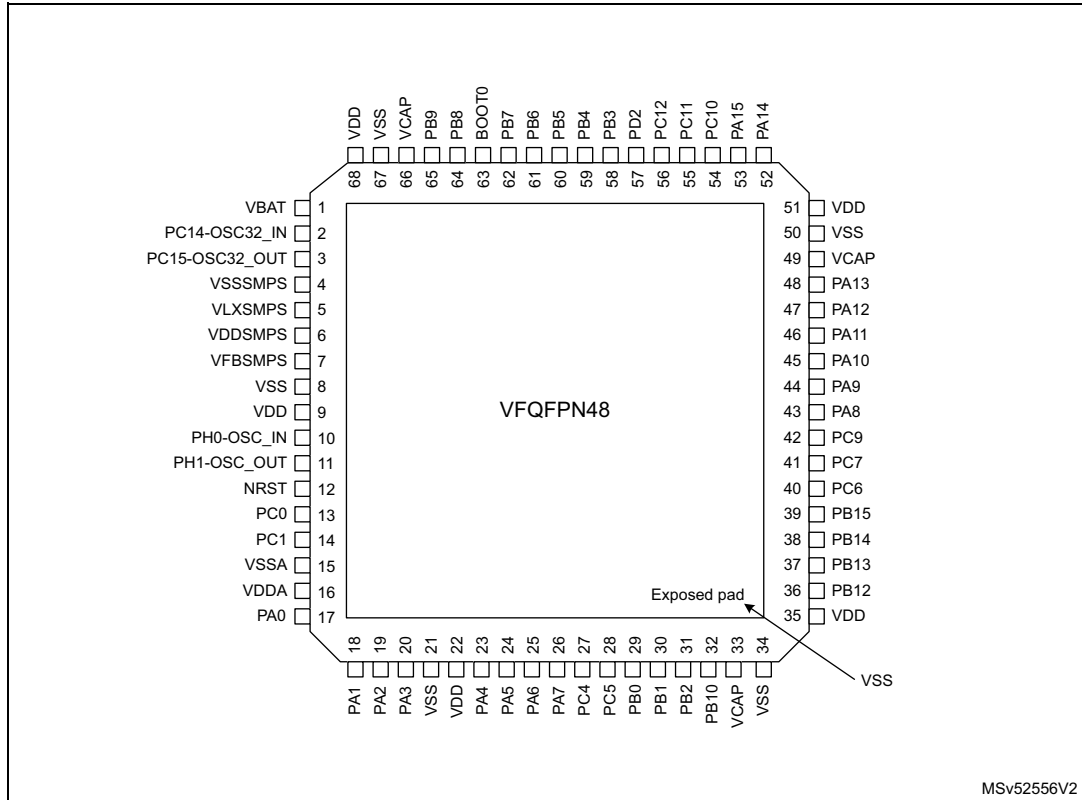 VDD
VSS
VCAP
PB9
PB8
BOOT0
PB7
PB6
PB5
PB4
PB3
PD2
PC12
PC11
PC10
PA15
PA14
68
67
66
65
64
63
62
61
60
59
58
57
56
55
54
53
52
VBAT 1
PC14-OSC32_IN 2
PC15-OSC32_OUT 3
VSSSMPS 4
VLXSMPS 5
VDDSMPS 6
VFBSMPS 7
VSS 8
VDD 9
PH0-OSC_IN 10
PH1-OSC_OUT 11
NRST 12
PC0 13
PC1 14
VSSA 15
VDDA 16
PA0 17
VFQFPN48
51 VDD
50 VSS
49 VCAP
48 PA13
47 PA12
46 PA11
45 PA10
44 PA9
43 PA8
42 PC9
41 PC7
40 PC6
39 PB15
38 PB14
37 PB13
36 PB12
35 VDD
Exposed pad
VSS
18
19
20
21
22
23
24
25
26
27
28
29
30
31
32
33
34
PA1
PA2
PA3
VSS
VDD
PA4
PA5
PA6
PA7
PC4
PC5
PB0
PB1
PB2
PB10
VCAP
VSS
MSv52556V2